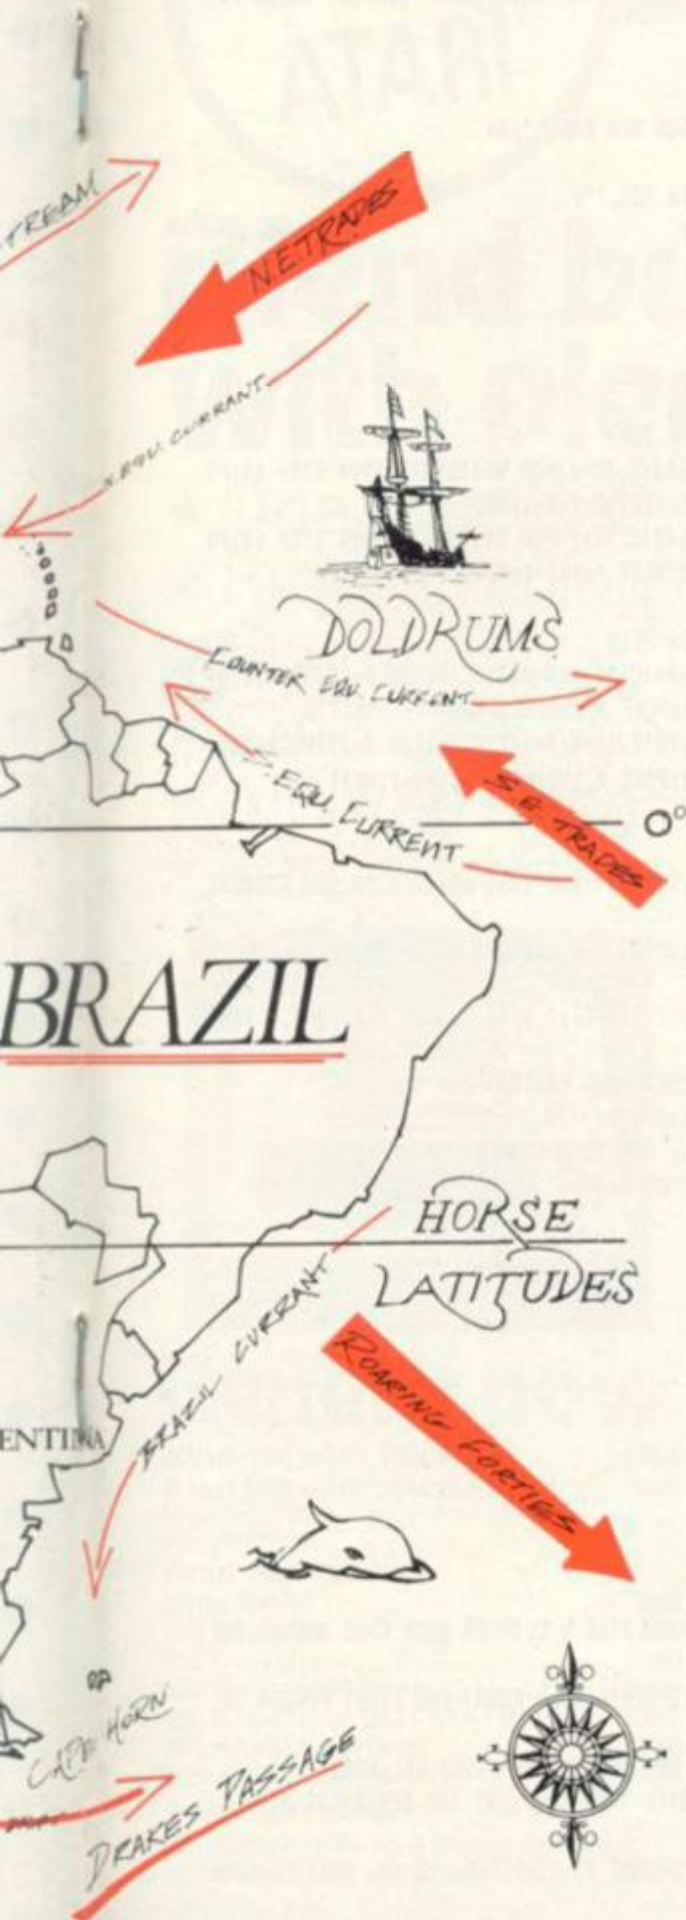 TREAM
N.E TRADES
N. EQU. CURRANT
DOLDRUMS
COUNTER EQU. CURRENT
S EQU. CURRENT
S E TRADES
0°
BRAZIL
HORSE
LATITUDES
BRAZIL CURRANT
ROARING FORTIES
ENTINA
CAPE HORN
DRAKES PASSAGE